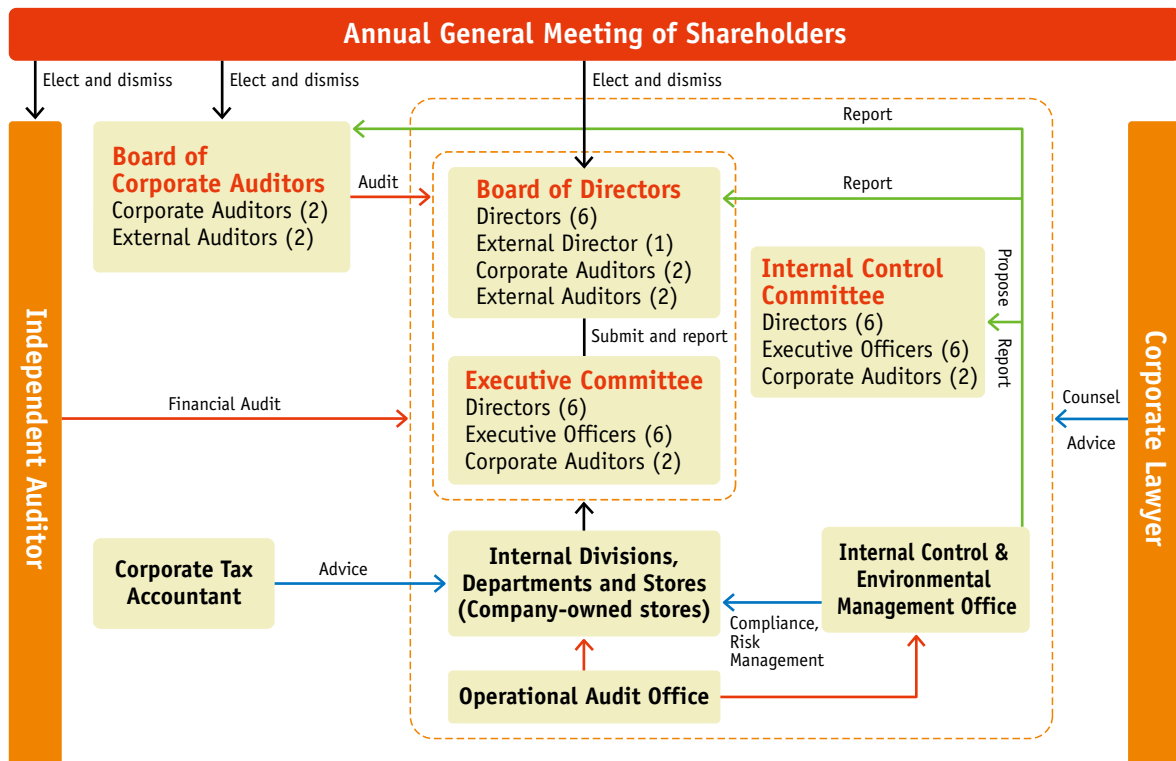 Annual General Meeting of Shareholders
Elect and dismiss
Elect and dismiss
Elect and dismiss
Independent Auditor
Board of
Corporate Auditors
Corporate Auditors (2)
External Auditors (2)
Audit
Report
Board of Directors
Directors (6)
External Director (1)
Corporate Auditors (2)
External Auditors (2)
Report
Internal Control
Committee
Directors (6)
Executive Officers (6)
Corporate Auditors (2)
Propose
Report
Submit and report
Executive Committee
Directors (6)
Executive Officers (6)
Corporate Auditors (2)
Financial Audit
Counsel
Advice
Corporate Lawyer
Corporate Tax
Accountant
Advice
Internal Divisions,
Departments and Stores
(Company-owned stores)
Internal Control &
Environmental
Management Office
Compliance,
Risk
Management
Operational Audit Office